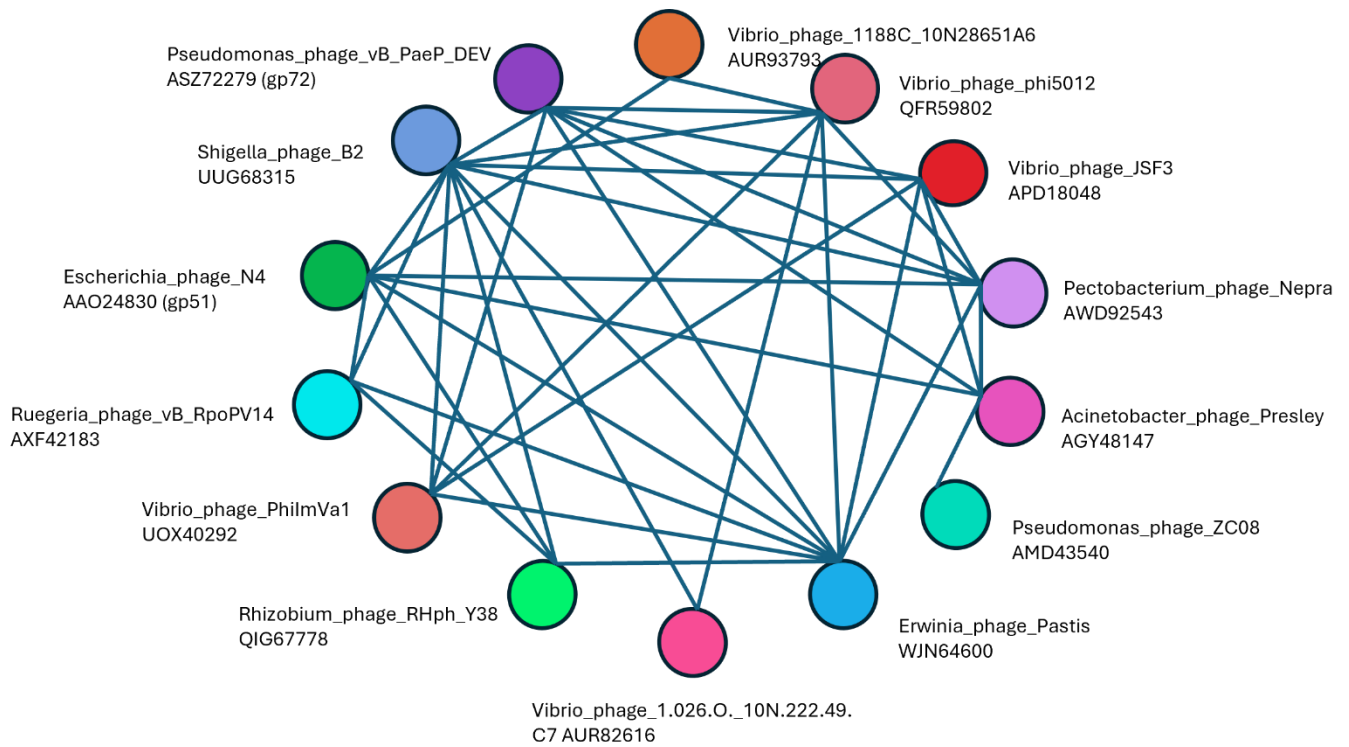 Vibrio_phage_1188C_10N28651A6
AUR93793
Pseudomonas_phage_vB_PaeP_DEV
ASZ72279 (gp72)
Vibrio_phage_phi5012
QFR59802
Shigella_phage_B2
UUG68315
Vibrio_phage_JSF3
APD18048
Escherichia_phage_N4
AAO24830 (gp51)
Pectobacterium_phage_Nepra
AWD92543
Ruegeria_phage_vB_RpoPV14
AXF42183
Acinetobacter_phage_Presley
AGY48147
Vibrio_phage_PhiImVa1
UOX40292
Pseudomonas_phage_ZC08
AMD43540
Rhizobium_phage_RHph_Y38
QIG67778
Erwinia_phage_Pastis
WJN64600
Vibrio_phage_1.026.O._10N.222.49.
C7 AUR82616